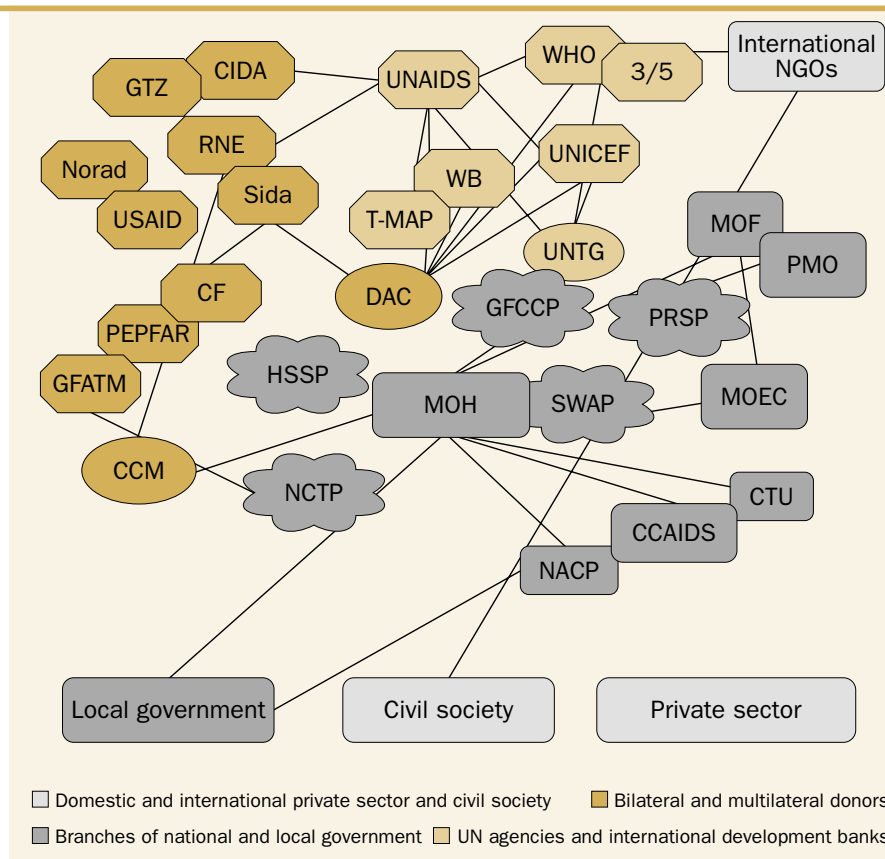 WHO
International
NGOs
CIDA
UNAIDS
3/5
GTZ
RNE
UNICEF
Norad
WB
Sida
USAID
T-MAP
MOF
UNTG
PMO
CF
DAC
GFCCP
PRSP
PEPFAR
HSSP
GFATM
MOH
SWAP
MOEC
CCM
NCTP
CTU
CCAIDS
NACP
Local government
Civil society
Private sector
Domestic and international private sector and civil society
Bilateral and multilateral donors
Branches of national and local government
UN agencies and international development banks